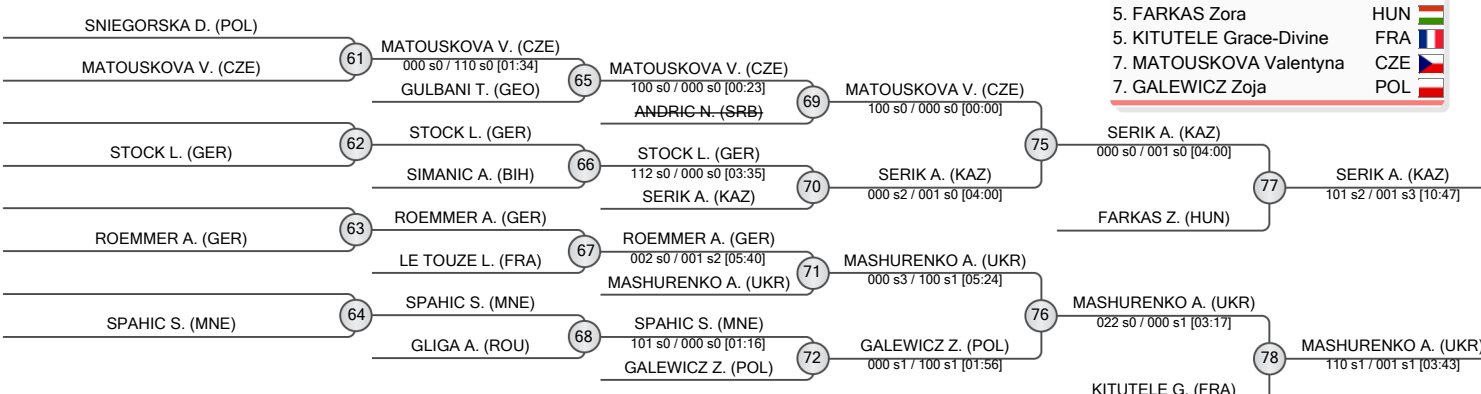 5. FARKAS Zora HUN
5. KITUTELE Grace-Divine FRA
7. MATOUSKOVA Valentyna CZE
7. GALEWICZ Zoja POL
SNIEGORSKA D. (POL)
61
MATOUSKOVA V. (CZE)
MATOUSKOVA V. (CZE)
000 s0 / 110 s0 [01:34]
65
GULBANI T. (GEO)
MATOUSKOVA V. (CZE)
100 s0 / 000 s0 [00:23]
69
ANDRIC N. (SRB)
MATOUSKOVA V. (CZE)
100 s0 / 000 s0 [00:00]
STOCK L. (GER)
62
STOCK L. (GER)
66
SIMANIC A. (BIH)
STOCK L. (GER)
112 s0 / 000 s0 [03:35]
70
SERIK A. (KAZ)
SERIK A. (KAZ)
000 s2 / 001 s0 [04:00]
75
SERIK A. (KAZ)
000 s0 / 001 s0 [04:00]
77
FARKAS Z. (HUN)
SERIK A. (KAZ)
101 s2 / 001 s3 [10:47]
ROEMMER A. (GER)
63
ROEMMER A. (GER)
67
LE TOUZE L. (FRA)
ROEMMER A. (GER)
002 s0 / 001 s2 [05:40]
71
MASHURENKO A. (UKR)
MASHURENKO A. (UKR)
000 s3 / 100 s1 [05:24]
SPAHIC S. (MNE)
64
SPAHIC S. (MNE)
68
GLIGA A. (ROU)
SPAHIC S. (MNE)
101 s0 / 000 s0 [01:16]
72
GALEWICZ Z. (POL)
GALEWICZ Z. (POL)
000 s1 / 100 s1 [01:56]
76
MASHURENKO A. (UKR)
022 s0 / 000 s1 [03:17]
78
KITUTELE G. (FRA)
MASHURENKO A. (UKR)
110 s1 / 001 s1 [03:43]